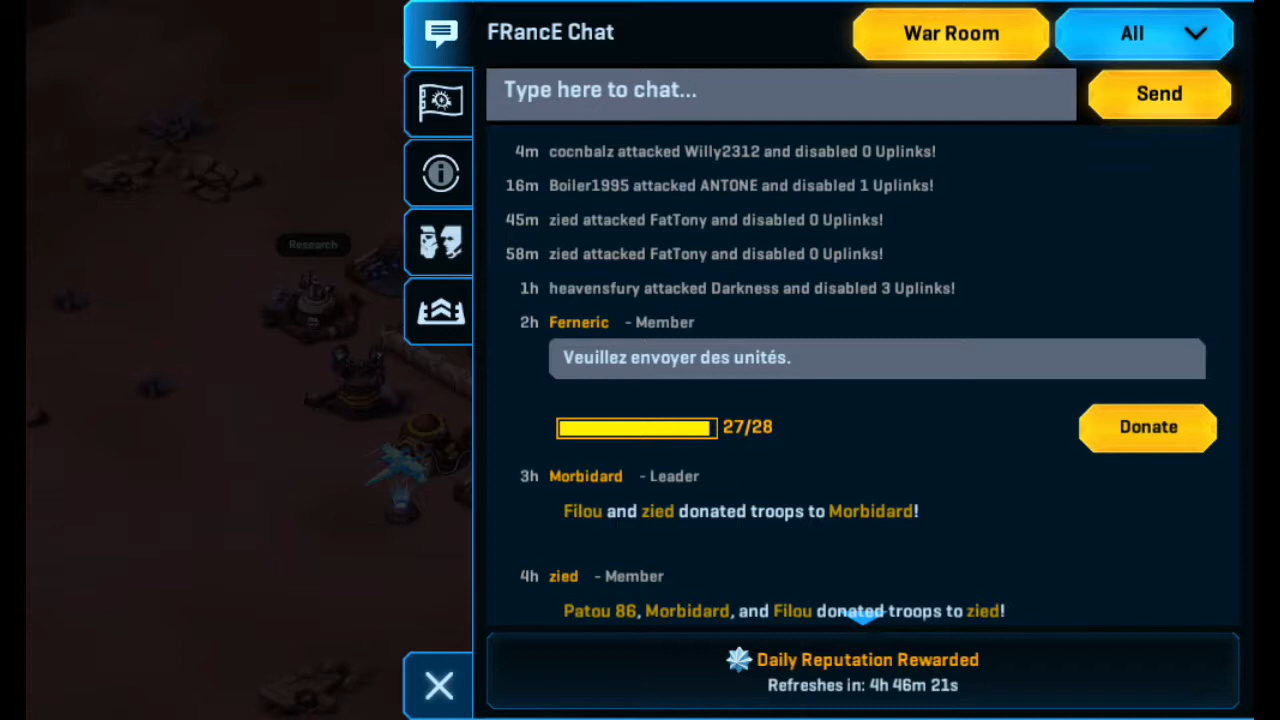 FRancE Chat
War Room
All
Type here to chat...
Send
4m cocnbalz attacked Willy2312 and disabled 0 Uplinks!
16m Boiler1995 attacked ANTONE and disabled 1 Uplinks!
45m zied attacked FatTony and disabled 0 Uplinks!
58m zied attacked FatTony and disabled 0 Uplinks!
1h heavensfury attacked Darkness and disabled 3 Uplinks!
Research
2h Ferneric - Member
Veuillez envoyer des unités.
27/28
Donate
3h Morbidard - Leader
Filou and zied donated troops to Morbidard!
4h zied - Member
Patou 86, Morbidard, and Filou donated troops to zied!
Daily Reputation Rewarded
Refreshes in: 4h 46m 21s